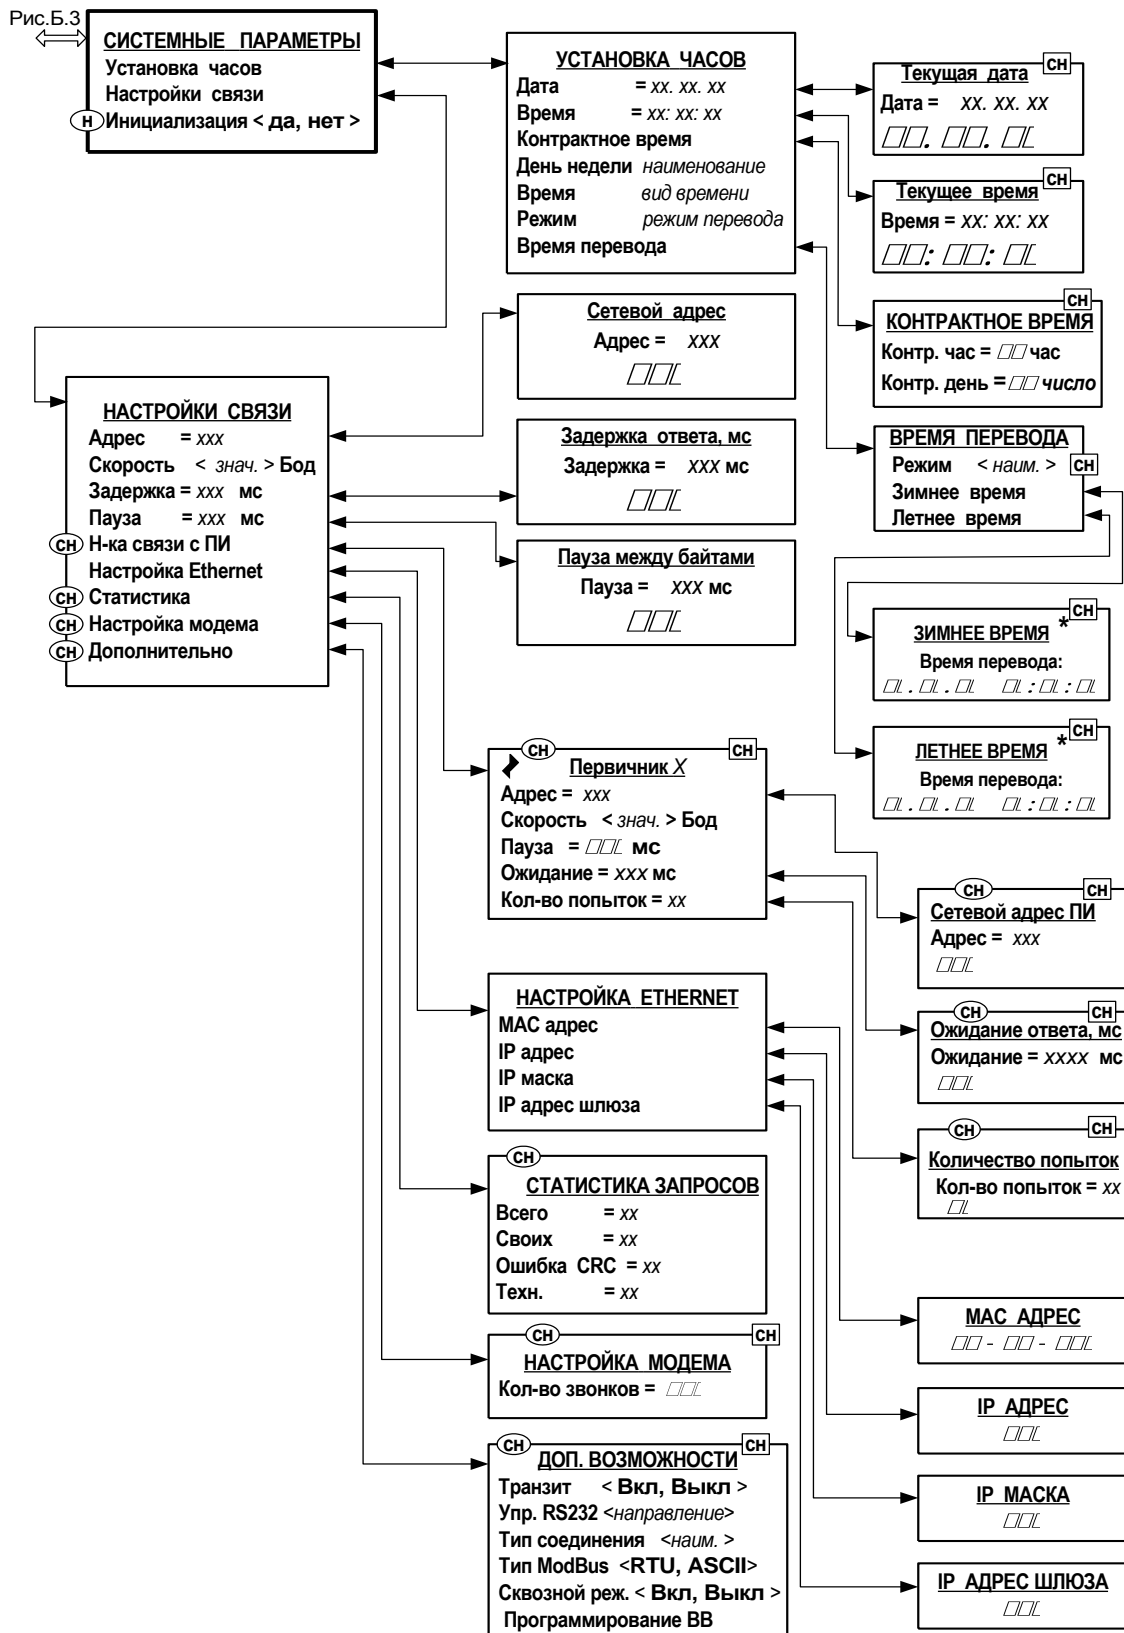 Рис.Б.3
СИСТЕМНЫЕ ПАРАМЕТРЫ
Установка часов
Настройки связи
Н Инициализация < да, нет >
УСТАНОВКА ЧАСОВ
Дата = xx. xx. xx
Время = xx: xx: xx
Контрактное время
День недели наименование
Время вид времени
Режим режим перевода
Время перевода
СН
Текущая дата
Дата = xx. xx. xx
СН
Текущее время
Время = xx: xx: xx
СН
КОНТРАКТНОЕ ВРЕМЯ
Контр. час = час
Контр. день = число
ВРЕМЯ ПЕРЕВОДА
Режим < наим. > СН
Зимнее время
Летнее время
СН
ЗИМНЕЕ ВРЕМЯ *
Время перевода:
СН
ЛЕТНЕЕ ВРЕМЯ *
Время перевода:
Сетевой адрес
Адрес = xxx
Задержка ответа, мс
Задержка = xxx мс
Пауза между байтами
Пауза = xxx мс
НАСТРОЙКИ СВЯЗИ
Адрес = xxx
Скорость < знач. > Бод
Задержка = xxx мс
Пауза = xxx мс
СН Н-ка связи с ПИ
Настройка Ethernet
СН Статистика
СН Настройка модема
СН Дополнительно
СН СН
Первичник X
Адрес = xxx
Скорость < знач. > Бод
Пауза = мс
Ожидание = xxx мс
Кол-во попыток = xx
СН СН
Сетевой адрес ПИ
Адрес = xxx
СН СН
Ожидание ответа, мс
Ожидание = xxxx мс
СН СН
Количество попыток
Кол-во попыток = xx
НАСТРОЙКА ETHERNET
MAC адрес
IP адрес
IP маска
IP адрес шлюза
СН
СТАТИСТИКА ЗАПРОСОВ
Всего = xx
Своих = xx
Ошибка CRC = xx
Техн. = xx
СН СН
НАСТРОЙКА МОДЕМА
Кол-во звонков =
СН СН
ДОП. ВОЗМОЖНОСТИ
Транзит < Вкл, Выкл >
Упр. RS232 <направление>
Тип соединения <наим. >
Тип ModBus <RTU, ASCII>
Сквозной реж. < Вкл, Выкл >
Программирование ВВ
MAC АДРЕС
- -
IP АДРЕС
IP МАСКА
IP АДРЕС ШЛЮЗА